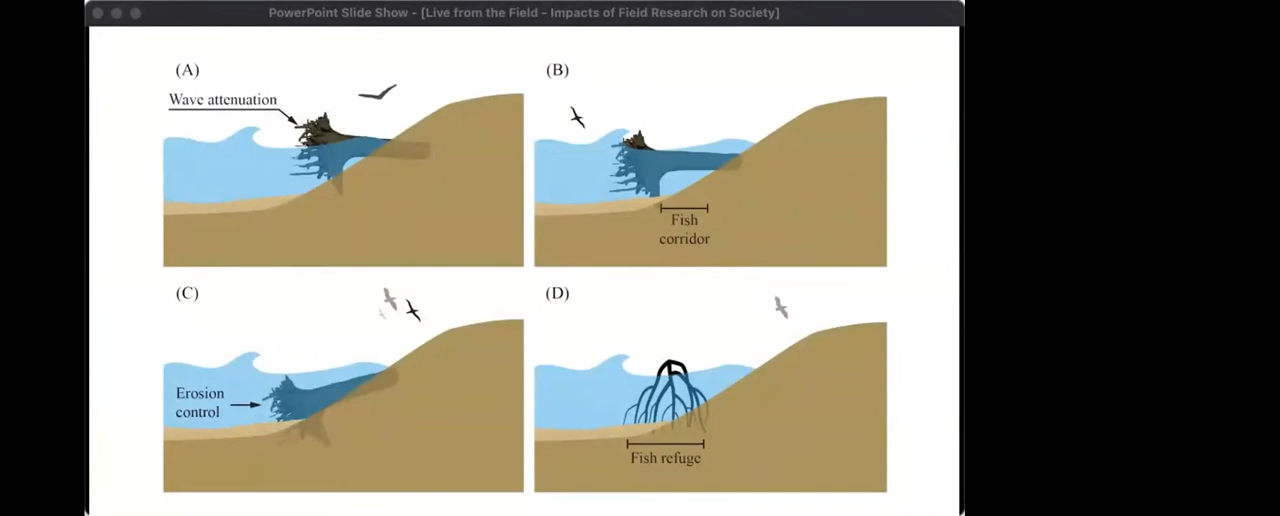 PowerPoint Slide Show - [Live from the Field - Impacts of Field Research on Society]
(A)
Wave attenuation
(B)
Fish
corridor
(C)
Erosion
control
(D)
Fish refuge